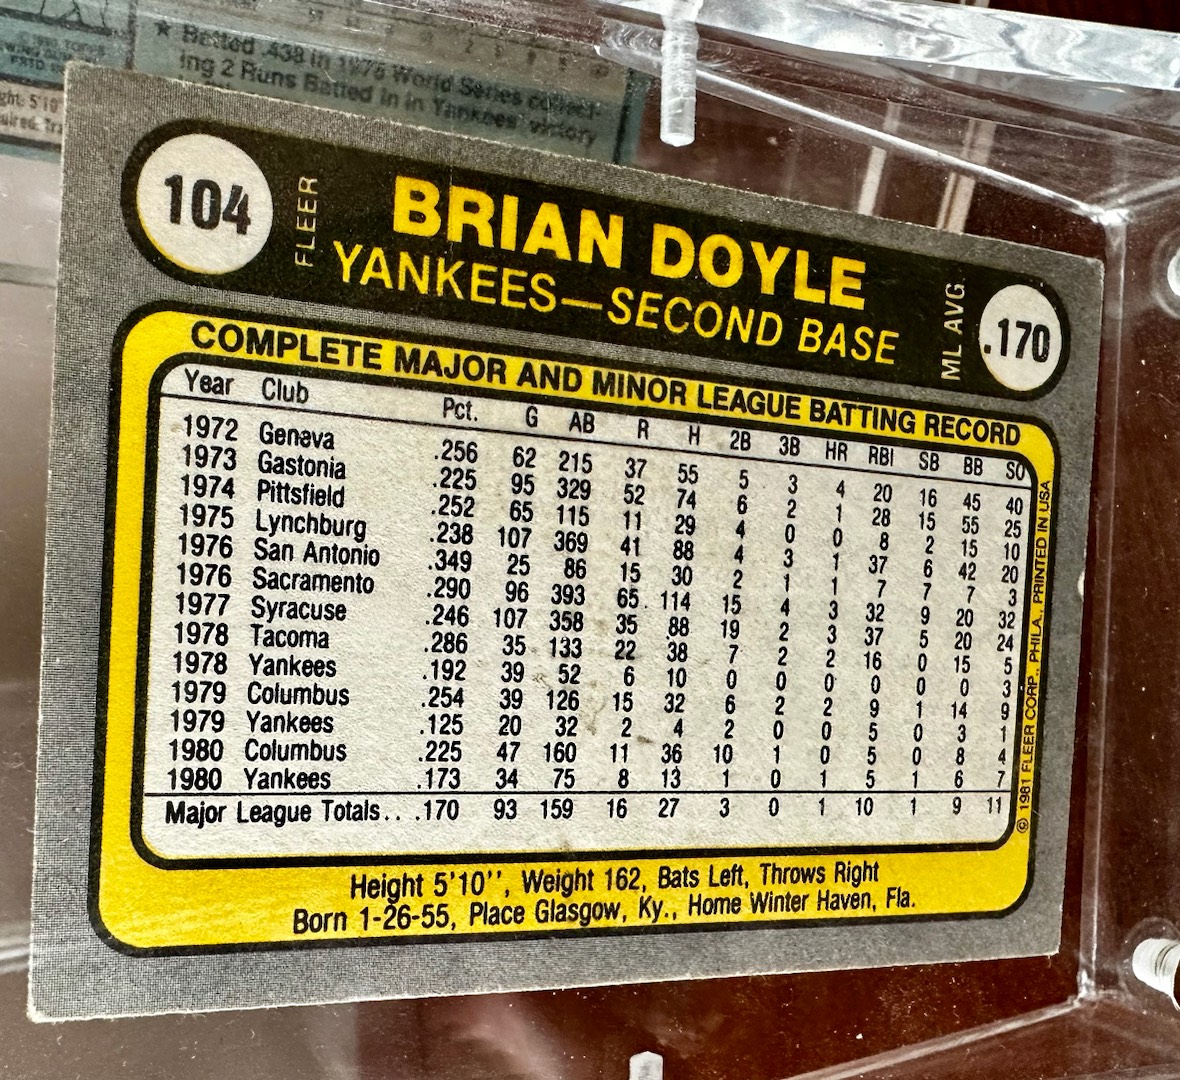 ★ Batted .438 in 1978 World Series collect-
ing 2 Runs Batted In in Yankees' victory
104
FLEER
BRIAN DOYLE
YANKEES—SECOND BASE
ML AVG.
.170
COMPLETE MAJOR AND MINOR LEAGUE BATTING RECORD
Year Club Pct. G AB R H 2B 3B HR RBI SB BB SO
1972 Genava .256 62 215 37 55 5 3 4 20 16 45 40
1973 Gastonia .225 95 329 52 74 6 2 1 28 15 55 25
1974 Pittsfield .252 65 115 11 29 4 0 0 8 2 15 10
1975 Lynchburg .238 107 369 41 88 4 3 1 37 6 42 20
1976 San Antonio .349 25 86 15 30 2 1 1 7 7 7 3
1976 Sacramento .290 96 393 65 114 15 4 3 32 9 20 32
1977 Syracuse .246 107 358 35 88 19 2 3 37 5 20 24
1978 Tacoma .286 35 133 22 38 7 2 2 16 0 15 5
1978 Yankees .192 39 52 6 10 0 0 0 0 0 0 3
1979 Columbus .254 39 126 15 32 6 2 2 9 1 14 9
1979 Yankees .125 20 32 2 4 2 0 0 5 0 3 1
1980 Columbus .225 47 160 11 36 10 1 0 5 0 8 4
1980 Yankees .173 34 75 8 13 1 0 1 5 1 6 7
Major League Totals.. .170 93 159 16 27 3 0 1 10 1 9 11
© 1981 FLEER CORP., PHILA., PRINTED IN USA
Height 5'10'', Weight 162, Bats Left, Throws Right
Born 1-26-55, Place Glasgow, Ky., Home Winter Haven, Fla.